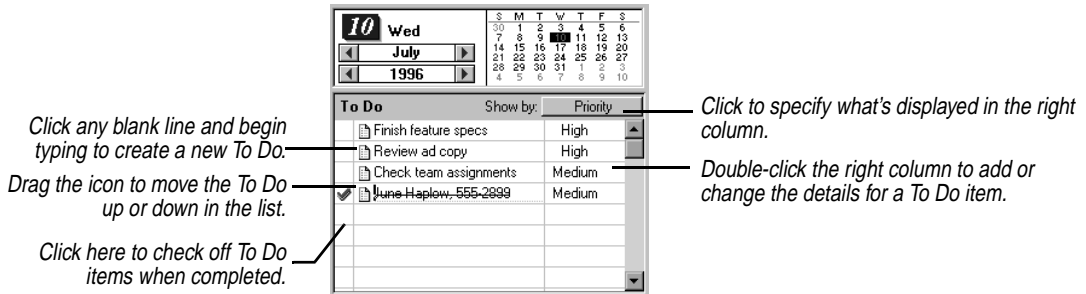 10 Wed
July
1996
S M T W T F S
30 1 2 3 4 5 6
7 8 9 10 11 12 13
14 15 16 17 18 19 20
21 22 23 24 25 26 27
28 29 30 31 1 2 3
4 5 6 7 8 9 10
To Do Show by: Priority
Finish feature specs High
Review ad copy High
Check team assignments Medium
June Haplow, 555-2899 Medium
Click any blank line and begin
typing to create a new To Do.
Drag the icon to move the To Do
up or down in the list.
Click here to check off To Do
items when completed.
Click to specify what's displayed in the right
column.
Double-click the right column to add or
change the details for a To Do item.